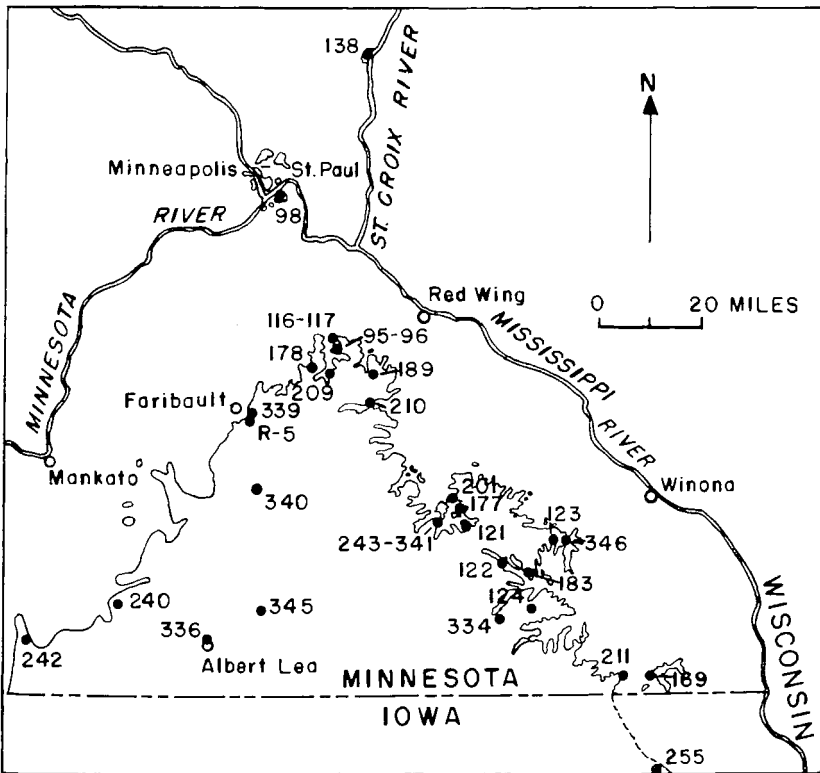 138
ST. CROIX RIVER
N
Minneapolis
St. Paul
98
MINNESOTA RIVER
Red Wing
0 20 MILES
116-117
95-96
178
189
209
210
MISSISSIPPI RIVER
Faribault
339
R-5
Mankato
340
201
177
Winona
243-341
121
123
346
122
183
124
240
345
334
336
242
Albert Lea
211
169
MINNESOTA
IOWA
WISCONSIN
255